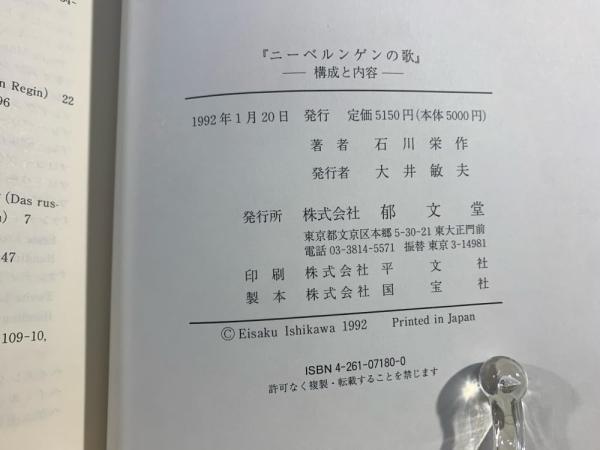 n Regin) 22
96
(Das rus-
) 7
47
109-10,
『ニーベルンゲンの歌』
― 構成と内容 ―
1992年1月20日 発行 定価5150円(本体5000円)
著者 石川栄作
発行者 大井敏夫
発行所 株式会社 郁文堂
東京都文京区本郷5-30-21 東大正門前
電話 03-3814-5571 振替 東京 3-14981
印刷 株式会社 平文社
製本 株式会社 国宝社
© Eisaku Ishikawa 1992 Printed in Japan
ISBN 4-261-07180-0
許可なく複製・転載することを禁じます